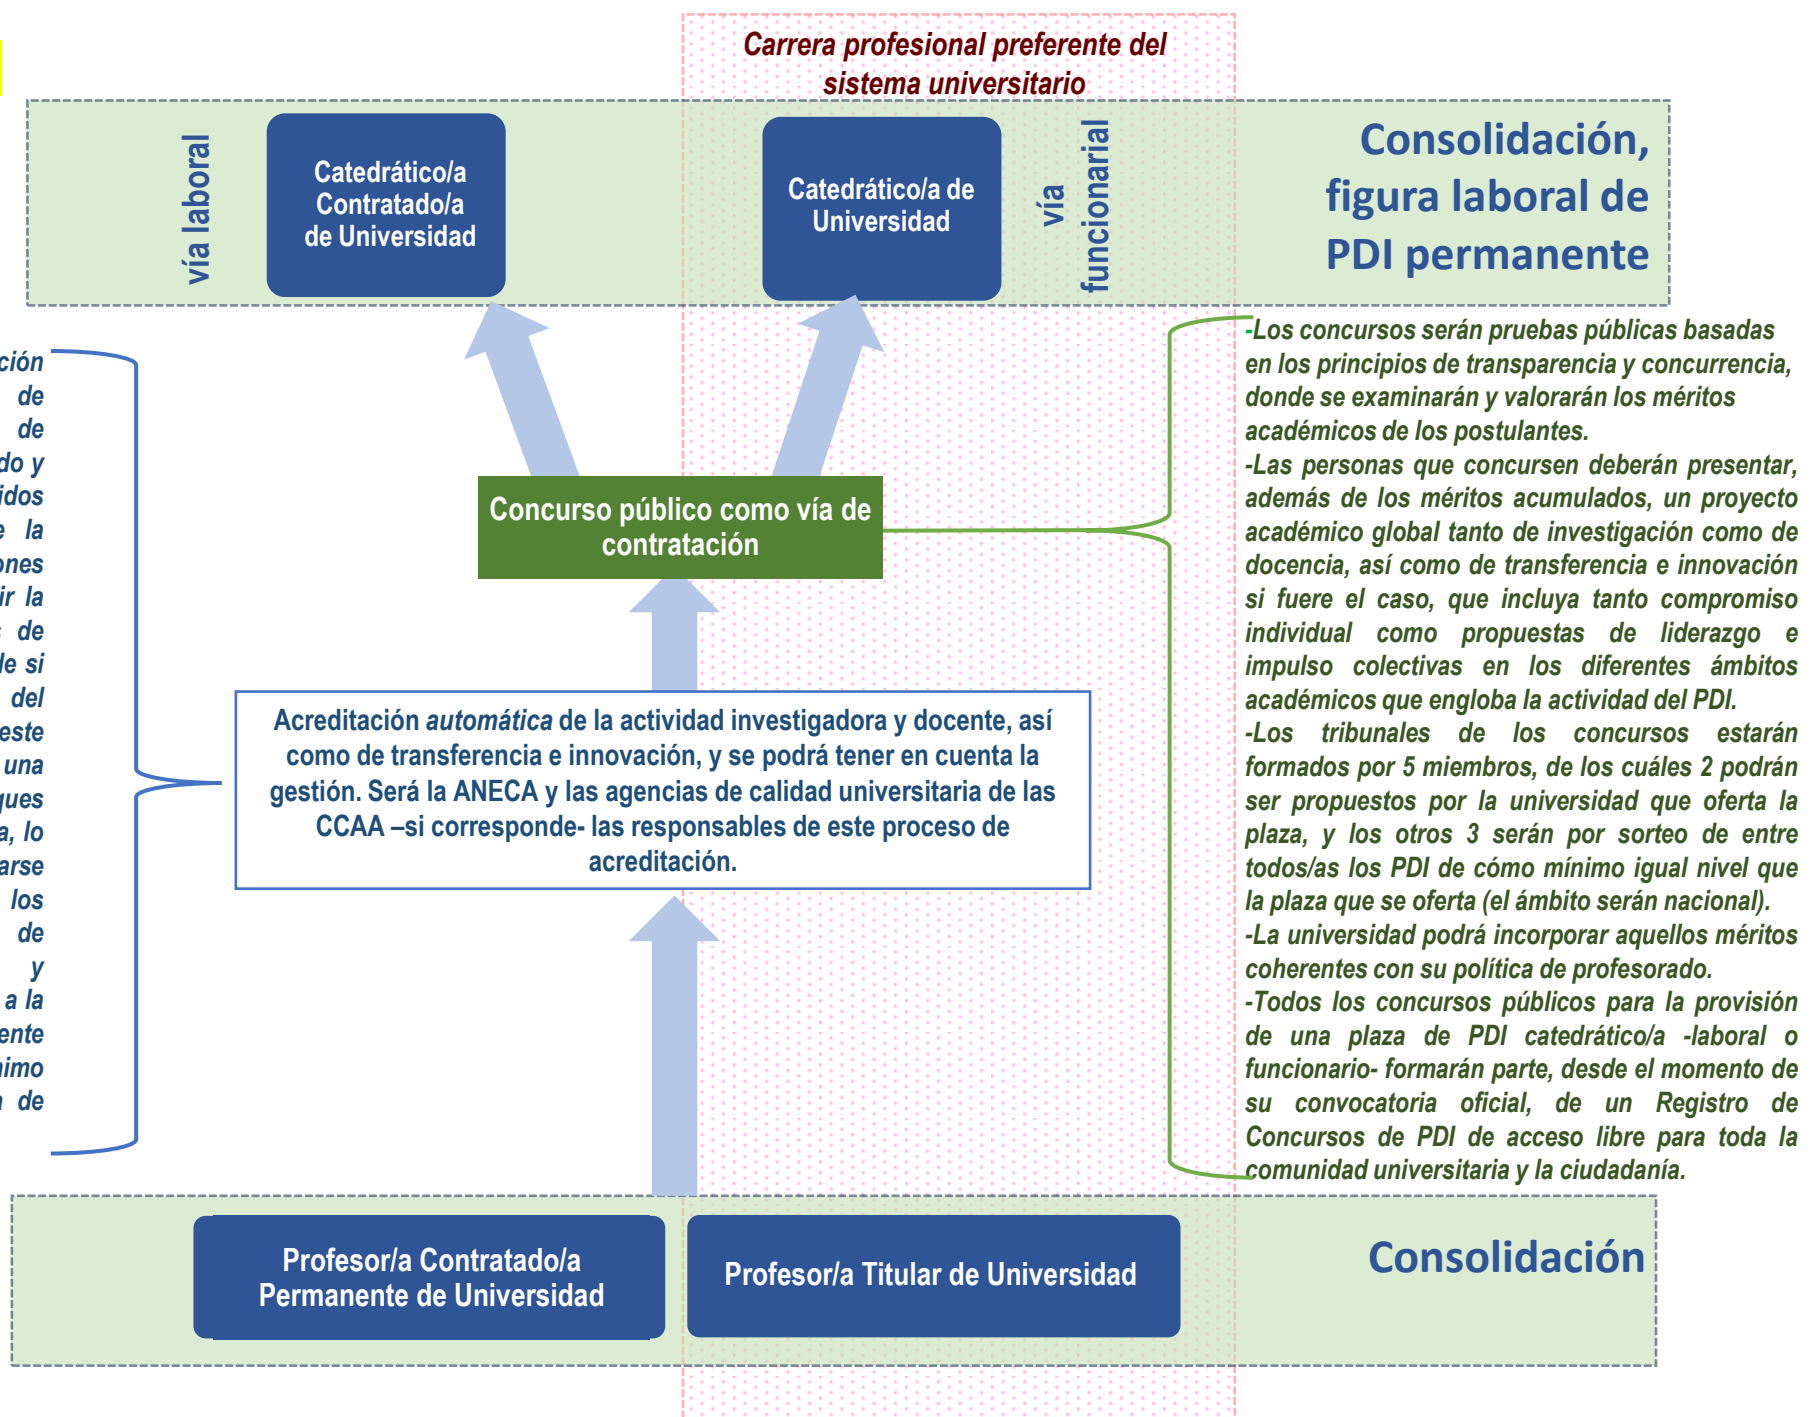 Carrera profesional preferente del
sistema universitario
vía laboral
Catedrático/a
Contratado/a
de Universidad
Catedrático/a de
Universidad
vía
funcionarial
Consolidación,
figura laboral de
PDI permanente
de
de
y
la
de
del
este
una
lo
los
de
y
a la
de
Concurso público como vía de
contratación
Acreditación automática de la actividad investigadora y docente, así
como de transferencia e innovación, y se podrá tener en cuenta la
gestión. Será la ANECA y las agencias de calidad universitaria de las
CCAA –si corresponde- las responsables de este proceso de
acreditación.
-Los concursos serán pruebas públicas basadas
en los principios de transparencia y concurrencia,
donde se examinarán y valorarán los méritos
académicos de los postulantes.
-Las personas que concursen deberán presentar,
además de los méritos acumulados, un proyecto
académico global tanto de investigación como de
docencia, así como de transferencia e innovación
si fuere el caso, que incluya tanto compromiso
individual como propuestas de liderazgo e
impulso colectivas en los diferentes ámbitos
académicos que engloba la actividad del PDI.
-Los tribunales de los concursos estarán
formados por 5 miembros, de los cuáles 2 podrán
ser propuestos por la universidad que oferta la
plaza, y los otros 3 serán por sorteo de entre
todos/as los PDI de cómo mínimo igual nivel que
la plaza que se oferta (el ámbito serán nacional).
-La universidad podrá incorporar aquellos méritos
coherentes con su política de profesorado.
-Todos los concursos públicos para la provisión
de una plaza de PDI catedrático/a -laboral o
funcionario- formarán parte, desde el momento de
su convocatoria oficial, de un Registro de
Concursos de PDI de acceso libre para toda la
comunidad universitaria y la ciudadanía.
Profesor/a Contratado/a
Permanente de Universidad
Profesor/a Titular de Universidad
Consolidación